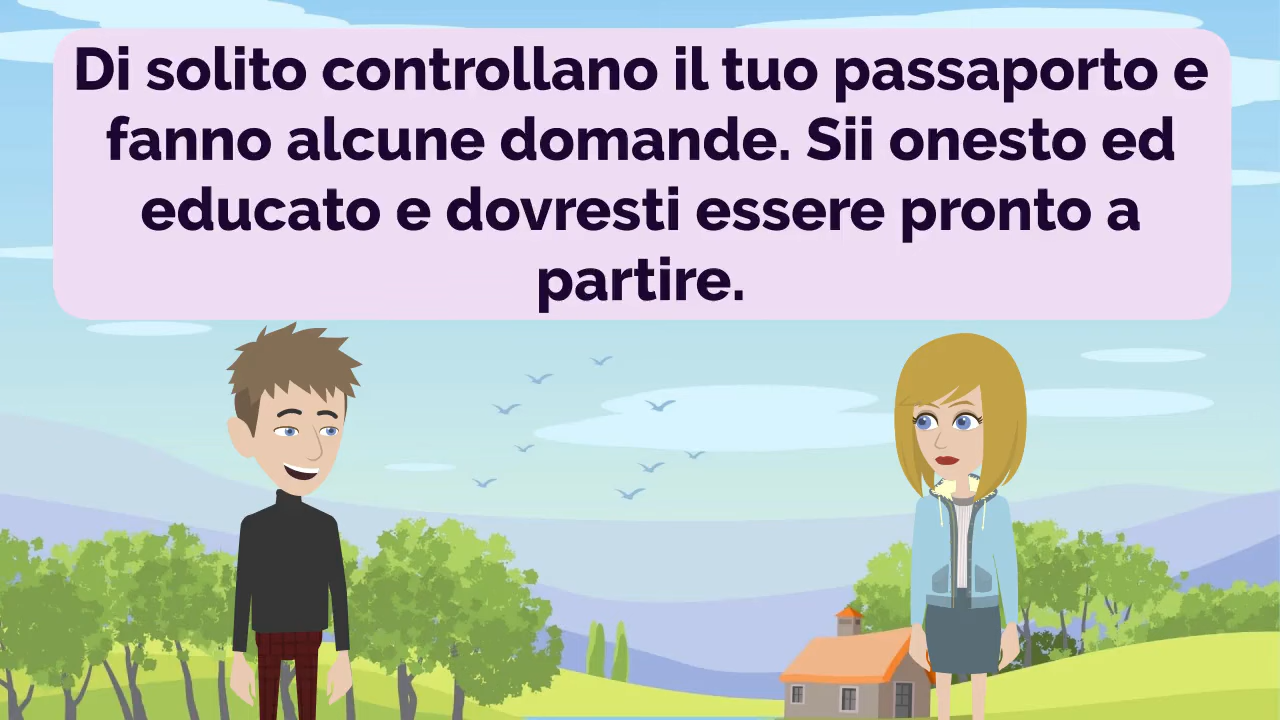 Di solito controllano il tuo passaporto e
fanno alcune domande. Sii onesto ed
educato e dovresti essere pronto a
partire.